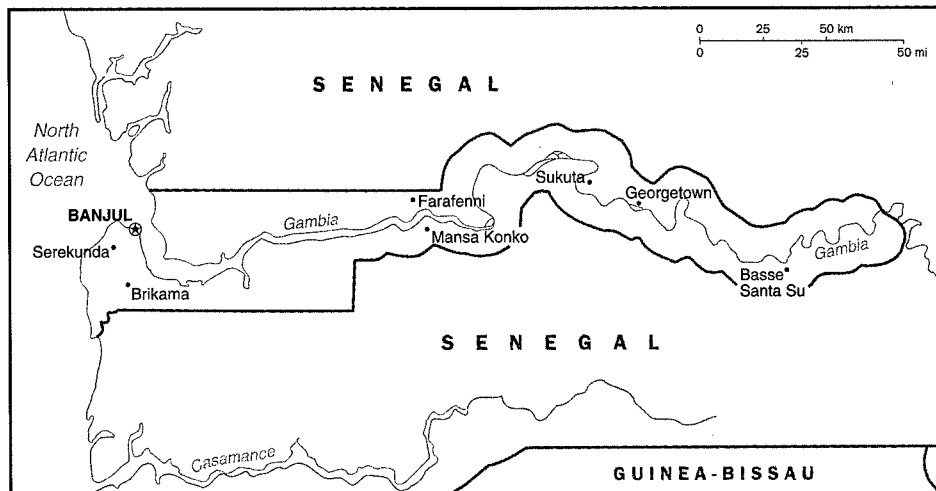 0 25 50 km
0 25 50 mi
SENEGAL
North
Atlantic
Ocean
Sukuta
Georgetown
Farafenni
BANJUL
Gambia
Mansa Konko
Serekunda
Gambia
Basse
Santa Su
Brikama
SENEGAL
Casamance
GUINEA-BISSAU